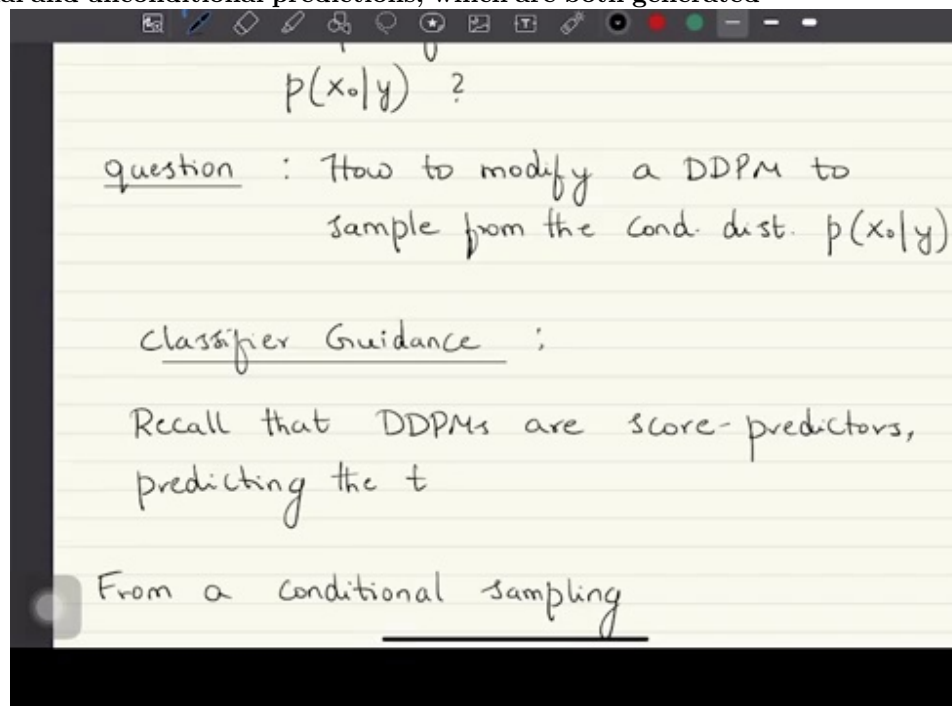 and unconditional predictions, which are both generated
p(x₀|y) ?
question : How to modify a DDPM to
sample from the cond. dist. p(x₀|y)
Classifier Guidance :
Recall that DDPMs are score-predictors,
predicting the t
From a conditional sampling